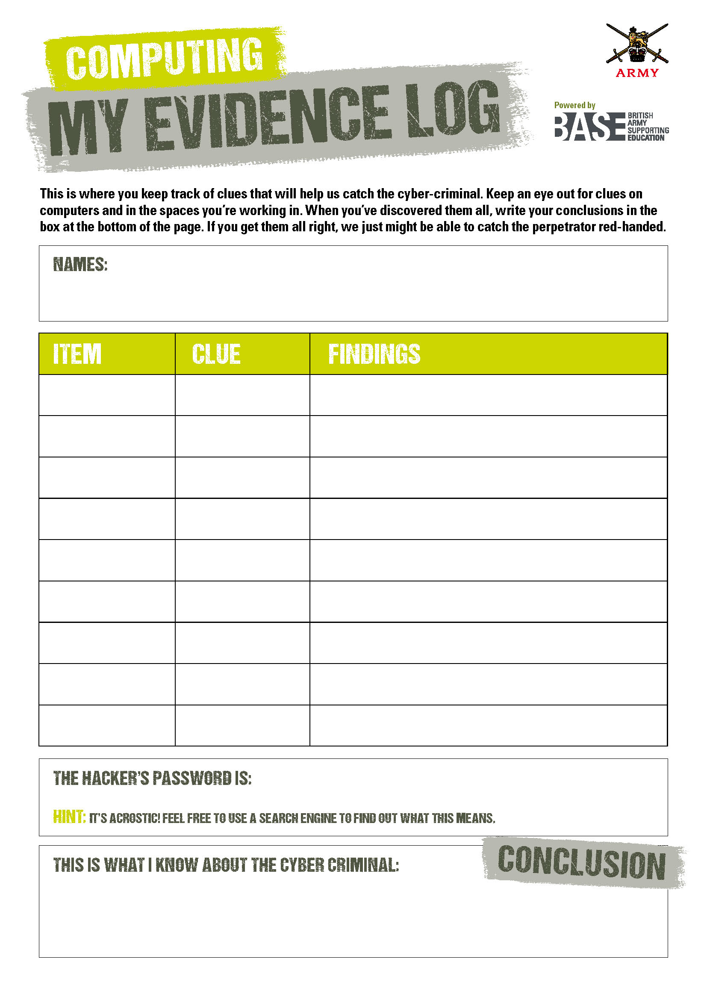 COMPUTING
MY EVIDENCE LOG
ARMY
Powered by
BASE
BRITISH
ARMY
SUPPORTING
EDUCATION
This is where you keep track of clues that will help us catch the cyber-criminal. Keep an eye out for clues on
computers and in the spaces you’re working in. When you’ve discovered them all, write your conclusions in the
box at the bottom of the page. If you get them all right, we just might be able to catch the perpetrator red-handed.
NAMES:
ITEM CLUE FINDINGS
THE HACKER’S PASSWORD IS:
HINT: IT’S ACROSTIC! FEEL FREE TO USE A SEARCH ENGINE TO FIND OUT WHAT THIS MEANS.
CONCLUSION
THIS IS WHAT I KNOW ABOUT THE CYBER CRIMINAL: